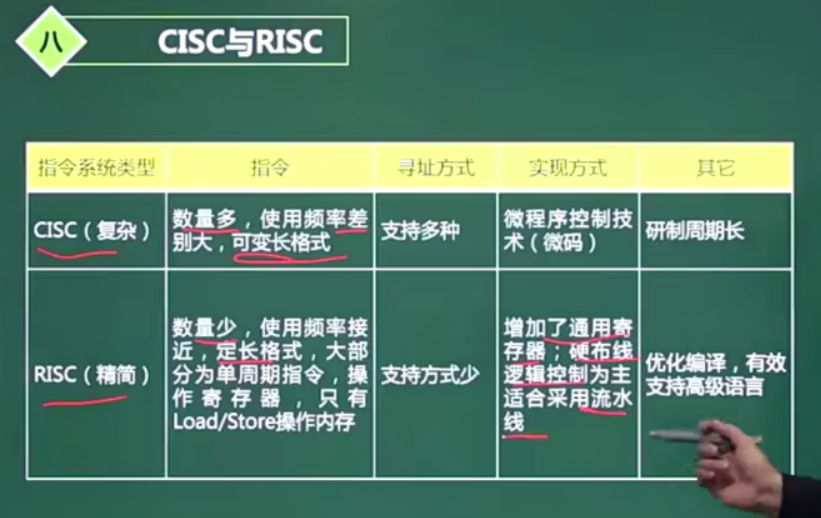 八
CISC与RISC
指令系统类型
指令
寻址方式
实现方式
其它
CISC（复杂）
数量多，使用频率差
别大，可变长格式
支持多种
微程序控制技
术（微码）
研制周期长
RISC（精简）
数量少，使用频率接
近，定长格式，大部
分为单周期指令，操
作寄存器，只有
Load/Store操作内存
支持方式少
增加了通用寄
存器；硬布线
逻辑控制为主
适合采用流水
线
优化编译，有效
支持高级语言